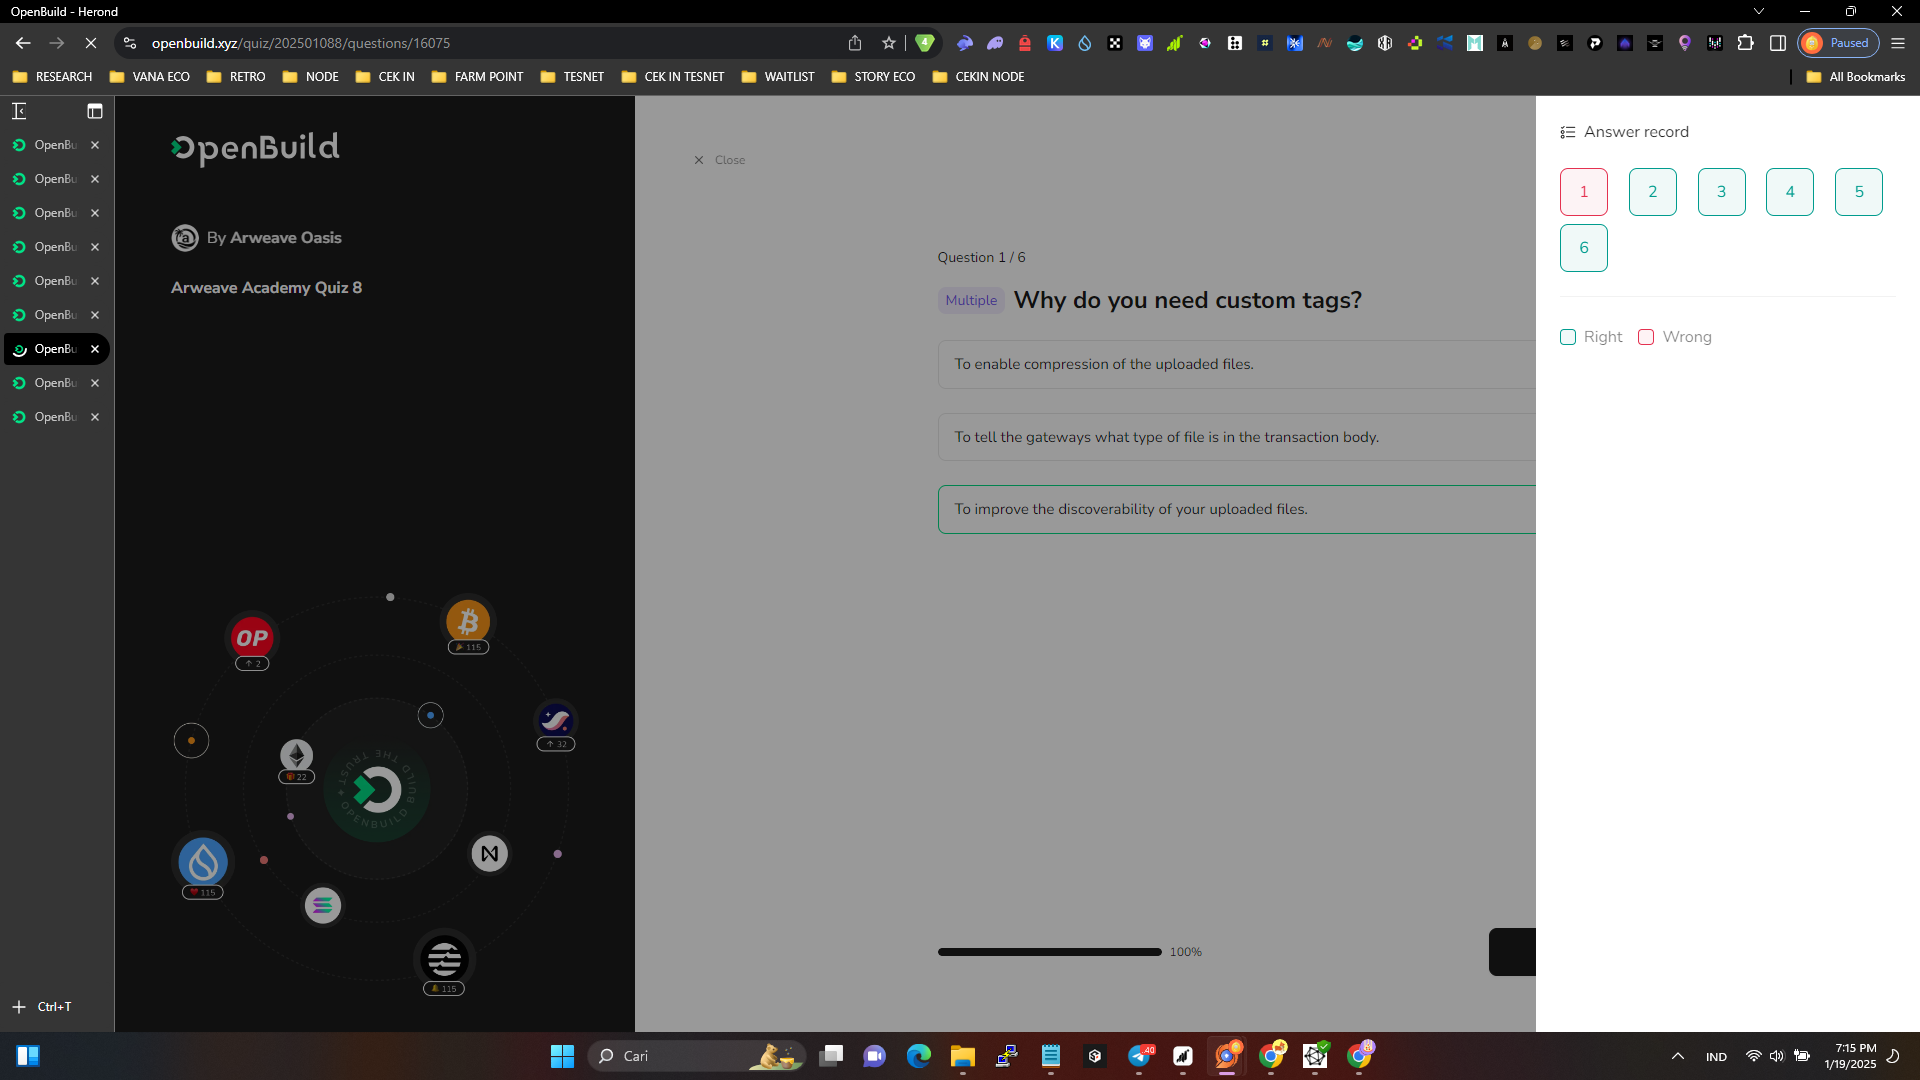 OpenBuild - Herond
openbuild.xyz/quiz/202501088/questions/16075
4
Paused
RESEARCH
VANA ECO
RETRO
NODE
CEK IN
FARM POINT
TESNET
CEK IN TESNET
WAITLIST
STORY ECO
CEKIN NODE
All Bookmarks
OpenBu
OpenBu
OpenBu
OpenBu
OpenBu
OpenBu
OpenBu
OpenBu
OpenBu
Ctrl+T
OpenBuild
By Arweave Oasis
Arweave Academy Quiz 8
OP
2
115
32
22
THE TRUST
OPENBUILD
115
115
Close
Question 1 / 6
Multiple Why do you need custom tags?
To enable compression of the uploaded files.
To tell the gateways what type of file is in the transaction body.
To improve the discoverability of your uploaded files.
100%
Answer record
1
2
3
4
5
6
Right
Wrong
Cari
40
IND
7:15 PM
1/19/2025